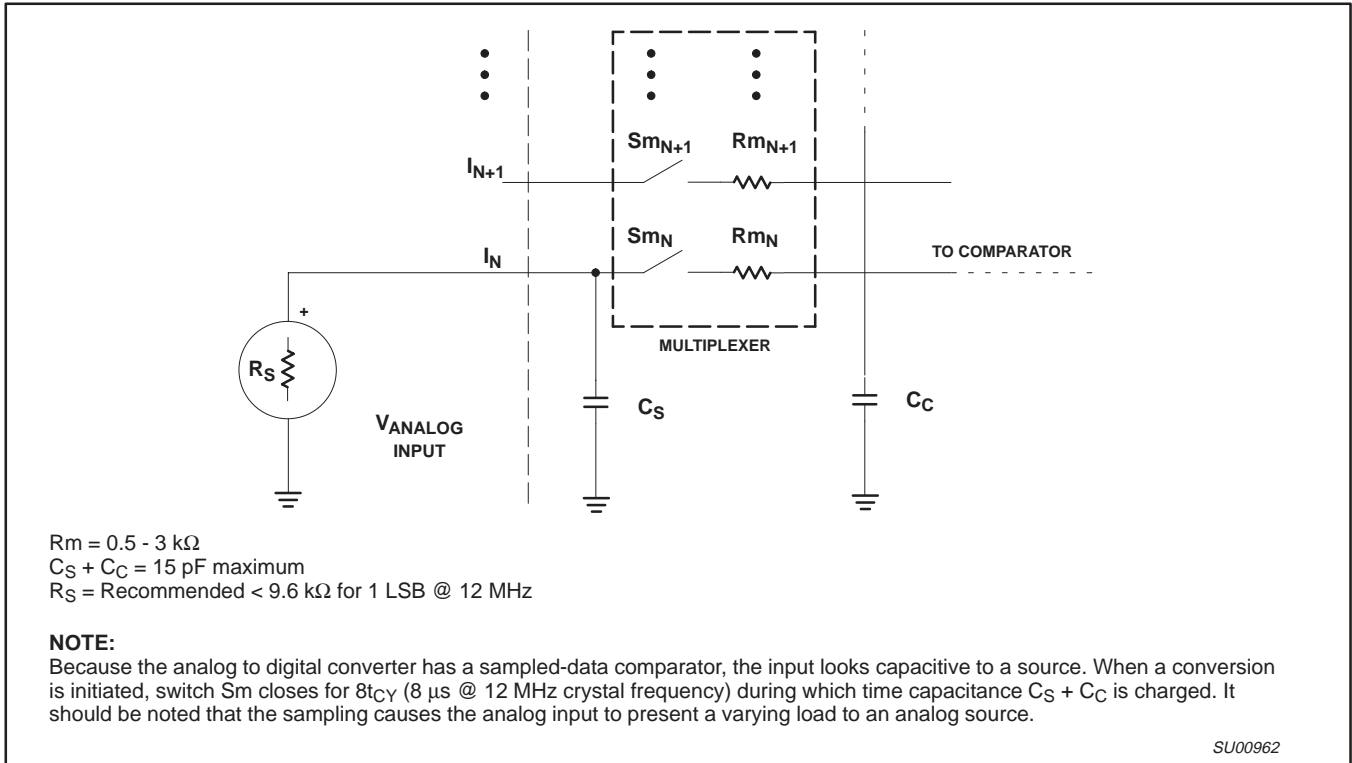 Sm_N+1 Rm_N+1
I_N+1
Sm_N Rm_N
I_N
TO COMPARATOR
+
MULTIPLEXER
R_S
C_S
C_C
V_ANALOG
INPUT
Rm = 0.5 - 3 kΩ
C_S + C_C = 15 pF maximum
R_S = Recommended < 9.6 kΩ for 1 LSB @ 12 MHz
NOTE:
Because the analog to digital converter has a sampled-data comparator, the input looks capacitive to a source. When a conversion
is initiated, switch Sm closes for 8t_CY (8 μs @ 12 MHz crystal frequency) during which time capacitance C_S + C_C is charged. It
should be noted that the sampling causes the analog input to present a varying load to an analog source.
SU00962